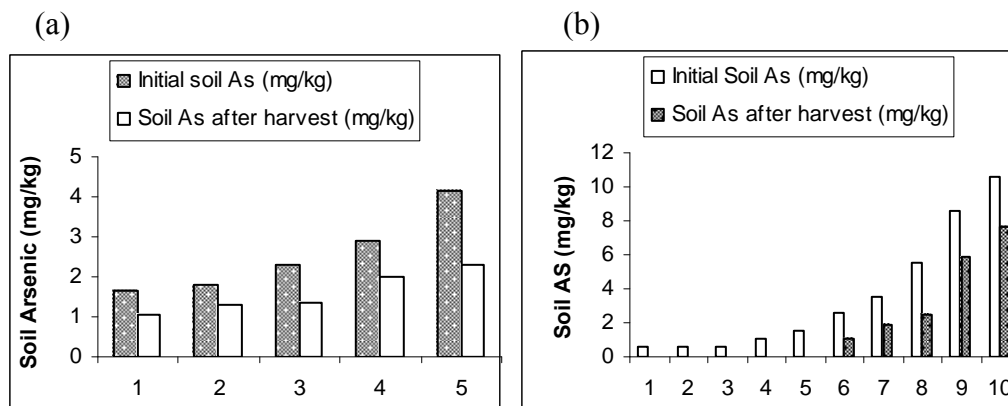 (a)
Initial soil As (mg/kg)
Soil As after harvest (mg/kg)
Soil Arsenic (mg/kg)
5
4
3
2
1
0
1 2 3 4 5
(b)
Initial Soil As (mg/kg)
Soil As after harvest (mg/kg)
Soil AS (mg/kg)
12
10
8
6
4
2
0
1 2 3 4 5 6 7 8 9 10